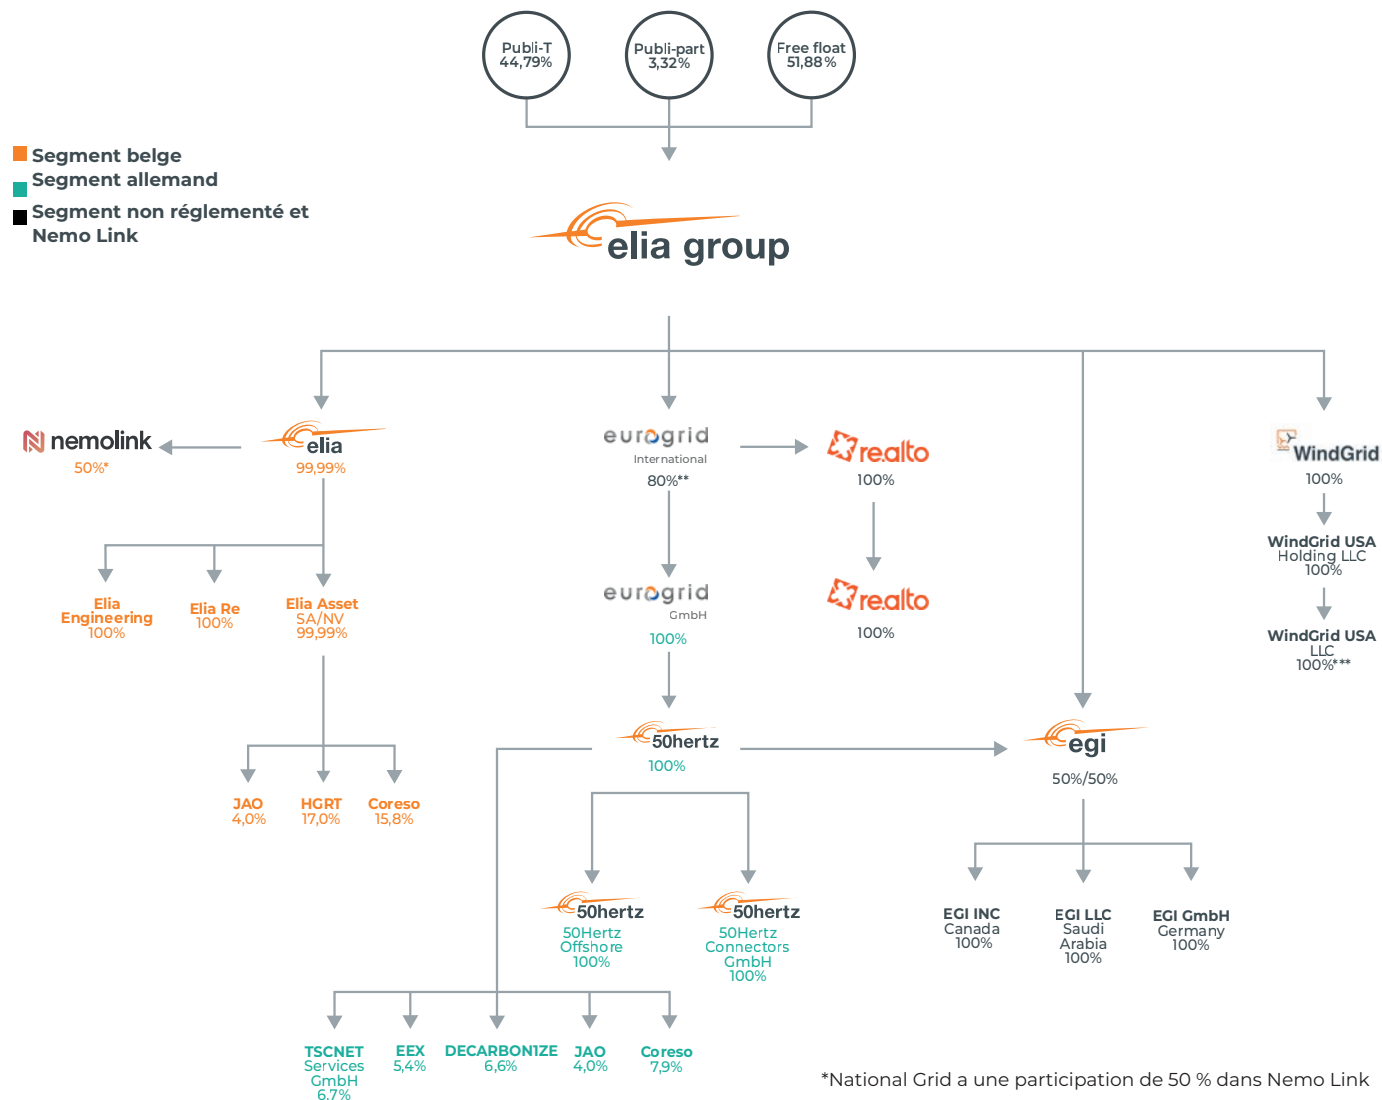 Publi-T
44,79%
Publi-part
3,32%
Free float
51,88%
Segment belge
Segment allemand
Segment non réglementé et
Nemo Link
elia group
nemolink
50%*
elia
99,99%
eurogrid
International
80%**
re.alto
100%
WindGrid
100%
WindGrid USA
Holding LLC
100%
WindGrid USA
LLC
100%***
Elia
Engineering
100%
Elia Re
100%
Elia Asset
SA/NV
99,99%
eurogrid
GmbH
100%
re.alto
100%
JAO
4,0%
HGRT
17,0%
Coreso
15,8%
50hertz
100%
egi
50%/50%
50hertz
50Hertz
Offshore
100%
50hertz
50Hertz
Connectors
GmbH
100%
EGI INC
Canada
100%
EGI LLC
Saudi
Arabia
100%
EGI GmbH
Germany
100%
TSCNET
Services
GmbH
6,7%
EEX
5,4%
DECARBON1ZE
6,6%
JAO
4,0%
Coreso
7,9%
*National Grid a une participation de 50 % dans Nemo Link